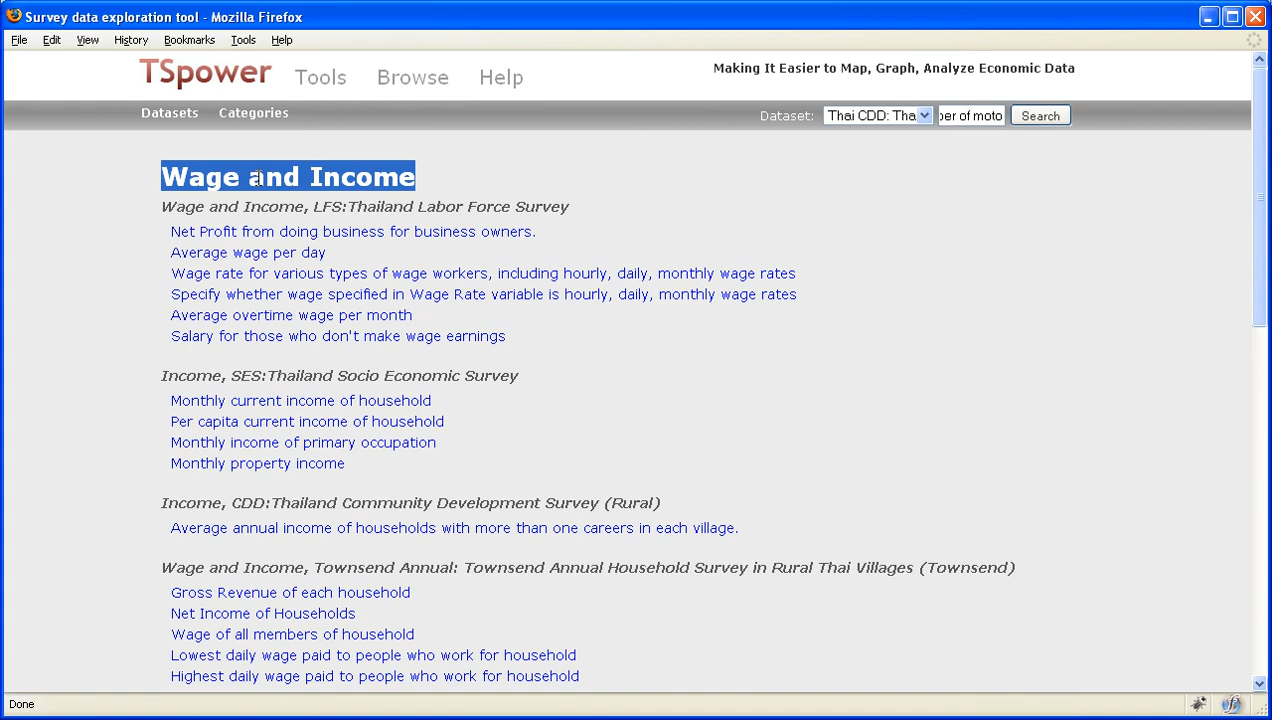 Survey data exploration tool - Mozilla Firefox
File Edit View History Bookmarks Tools Help
TSpower Tools Browse Help Making It Easier to Map, Graph, Analyze Economic Data
Datasets Categories Dataset: Thai CDD: Tha ber of moto Search
Wage and Income
Wage and Income, LFS:Thailand Labor Force Survey
Net Profit from doing business for business owners.
Average wage per day
Wage rate for various types of wage workers, including hourly, daily, monthly wage rates
Specify whether wage specified in Wage Rate variable is hourly, daily, monthly wage rates
Average overtime wage per month
Salary for those who don't make wage earnings
Income, SES:Thailand Socio Economic Survey
Monthly current income of household
Per capita current income of household
Monthly income of primary occupation
Monthly property income
Income, CDD:Thailand Community Development Survey (Rural)
Average annual income of households with more than one careers in each village.
Wage and Income, Townsend Annual: Townsend Annual Household Survey in Rural Thai Villages (Townsend)
Gross Revenue of each household
Net Income of Households
Wage of all members of household
Lowest daily wage paid to people who work for household
Highest daily wage paid to people who work for household
Done